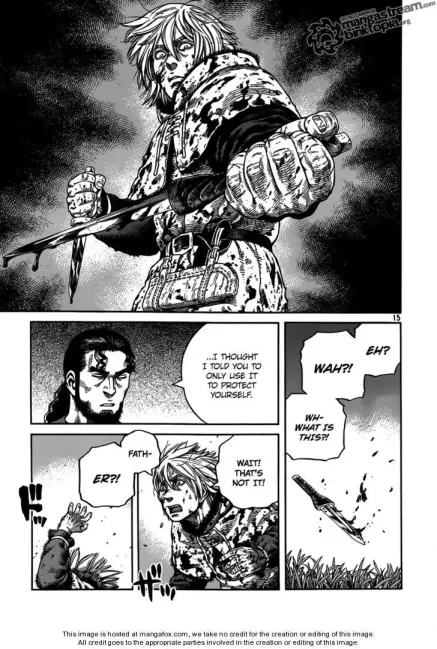 mangastream.com
binktopia.org
15
...I THOUGHT
I TOLD YOU TO
ONLY USE IT
TO PROTECT
YOURSELF.
EH?
WAH?!
WH-
WHAT IS
THIS?!
WAIT!
THAT'S
NOT IT!
FATH-
ER?!
This image is hosted at mangafox.com, we take no credit for the creation or editing of this image.
All credit goes to the appropriate parties involved in the creation or editing of this image.